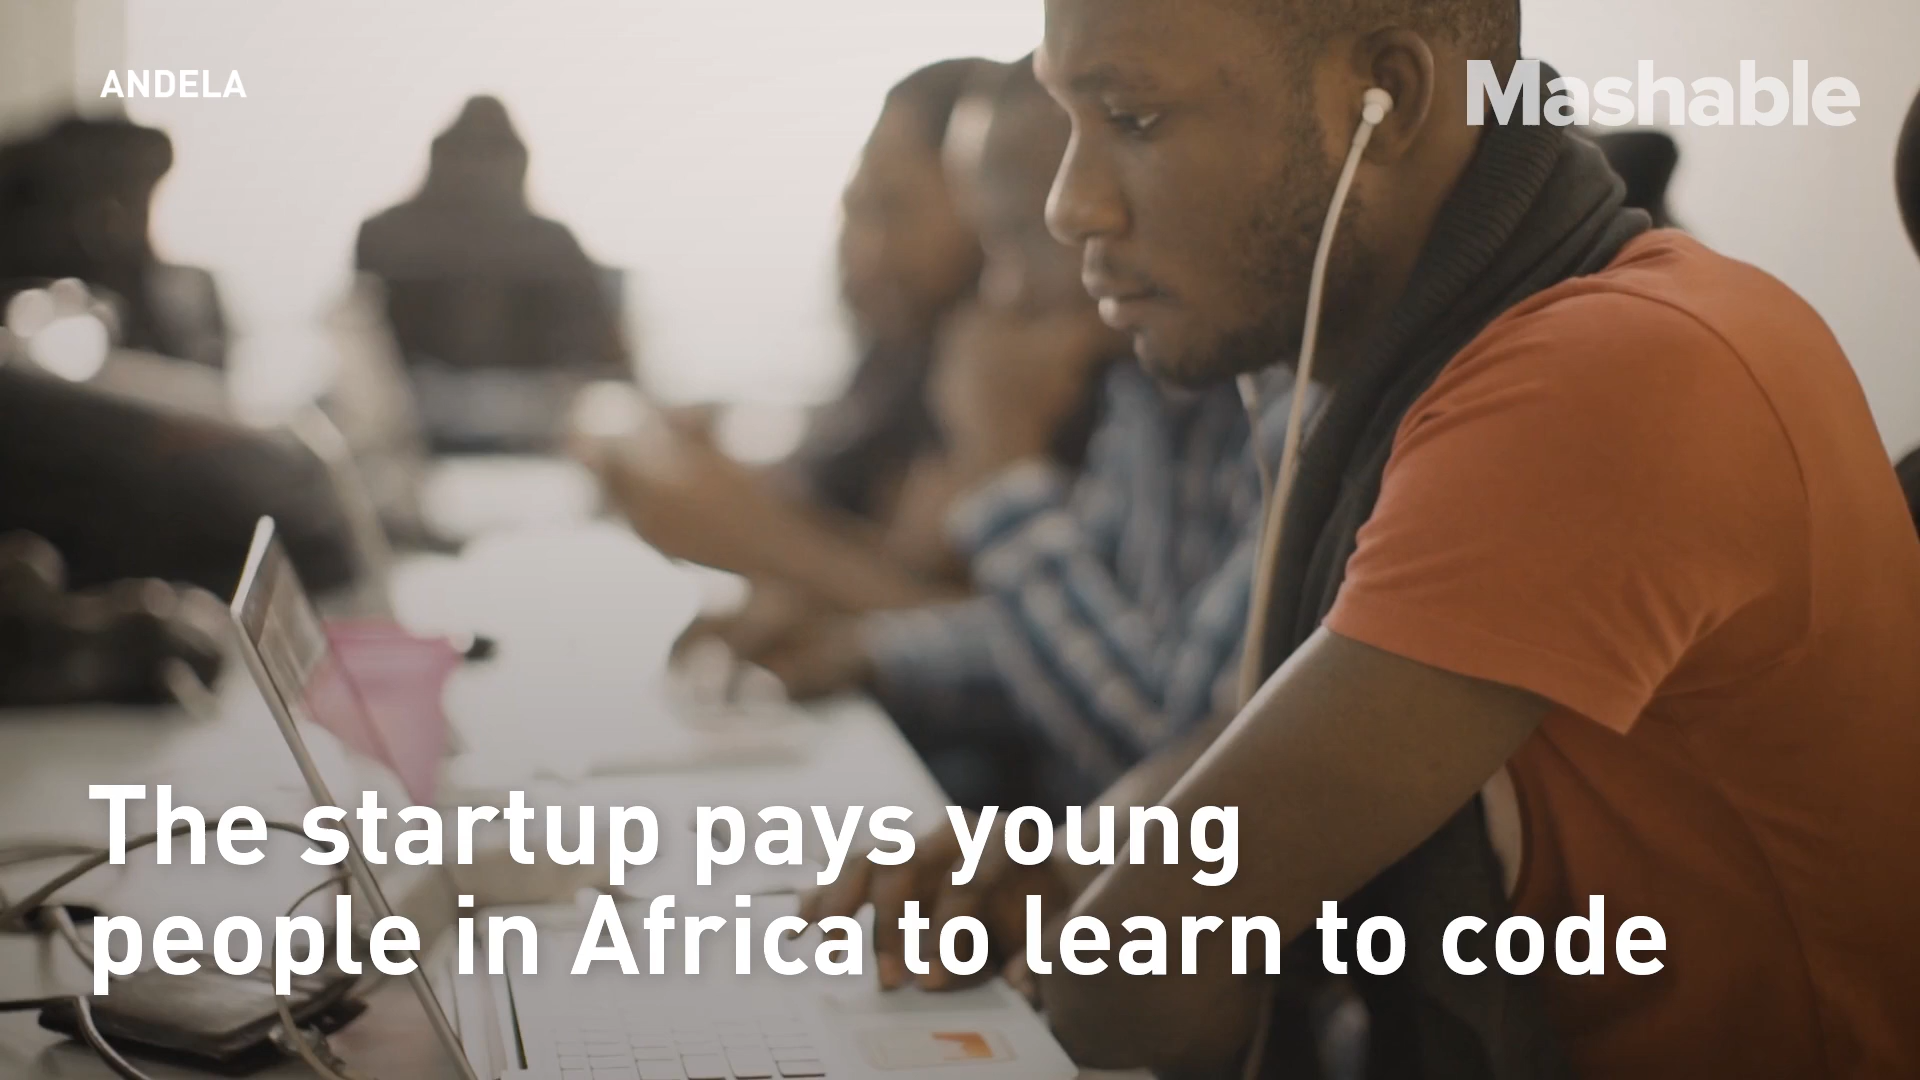 ANDELA
Mashable
The startup pays young
people in Africa to learn to code